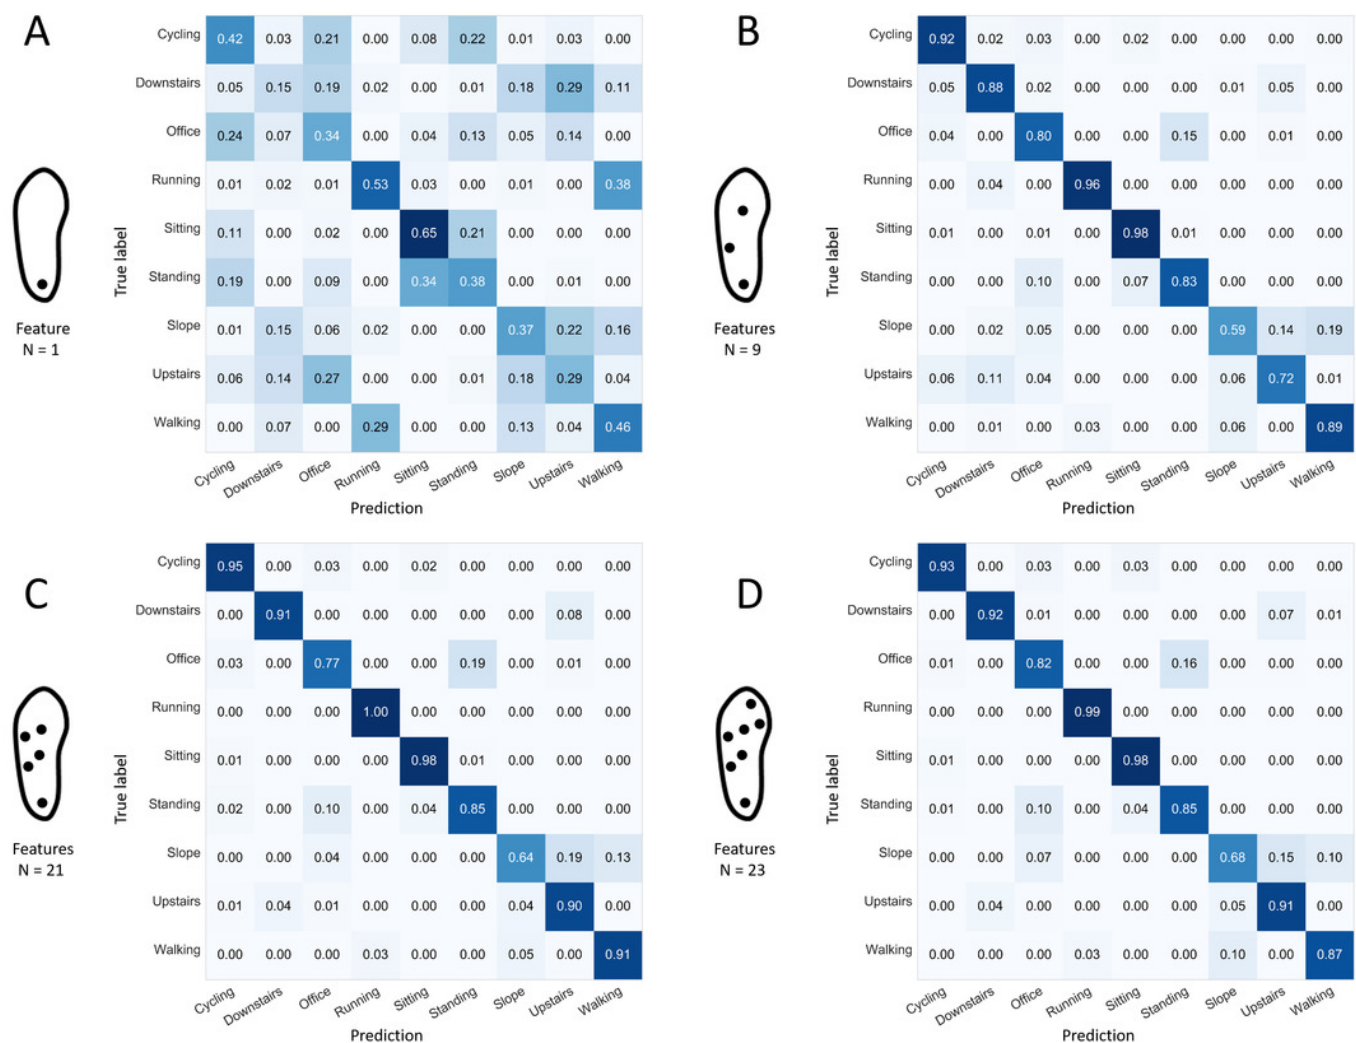 A
Cycling 0.42 0.03 0.21 0.00 0.08 0.22 0.01 0.03 0.00
Downstairs 0.05 0.15 0.19 0.02 0.00 0.01 0.18 0.29 0.11
Office 0.24 0.07 0.34 0.00 0.04 0.13 0.05 0.14 0.00
Running 0.01 0.02 0.01 0.53 0.03 0.00 0.01 0.00 0.38
Sitting 0.11 0.00 0.02 0.00 0.65 0.21 0.00 0.00 0.00
Standing 0.19 0.00 0.09 0.00 0.34 0.38 0.00 0.01 0.00
Slope 0.01 0.15 0.06 0.02 0.00 0.00 0.37 0.22 0.16
Upstairs 0.06 0.14 0.27 0.00 0.00 0.01 0.18 0.29 0.04
Walking 0.00 0.07 0.00 0.29 0.00 0.00 0.13 0.04 0.46
Cycling Downstairs Office Running Sitting Standing Slope Upstairs Walking
Prediction
True label
Feature
N = 1
B
Cycling 0.92 0.02 0.03 0.00 0.02 0.00 0.00 0.00 0.00
Downstairs 0.05 0.88 0.02 0.00 0.00 0.00 0.01 0.05 0.00
Office 0.04 0.00 0.80 0.00 0.00 0.15 0.00 0.01 0.00
Running 0.00 0.04 0.00 0.96 0.00 0.00 0.00 0.00 0.00
Sitting 0.01 0.00 0.01 0.00 0.98 0.01 0.00 0.00 0.00
Standing 0.00 0.00 0.10 0.00 0.07 0.83 0.00 0.00 0.00
Slope 0.00 0.02 0.05 0.00 0.00 0.00 0.59 0.14 0.19
Upstairs 0.06 0.11 0.04 0.00 0.00 0.00 0.06 0.72 0.01
Walking 0.00 0.01 0.00 0.03 0.00 0.00 0.06 0.00 0.89
Cycling Downstairs Office Running Sitting Standing Slope Upstairs Walking
Prediction
True label
Features
N = 9
C
Cycling 0.95 0.00 0.03 0.00 0.02 0.00 0.00 0.00 0.00
Downstairs 0.00 0.91 0.00 0.00 0.00 0.00 0.00 0.08 0.00
Office 0.03 0.00 0.77 0.00 0.00 0.19 0.00 0.01 0.00
Running 0.00 0.00 0.00 1.00 0.00 0.00 0.00 0.00 0.00
Sitting 0.01 0.00 0.00 0.00 0.98 0.01 0.00 0.00 0.00
Standing 0.02 0.00 0.10 0.00 0.04 0.85 0.00 0.00 0.00
Slope 0.00 0.00 0.04 0.00 0.00 0.00 0.64 0.19 0.13
Upstairs 0.01 0.04 0.01 0.00 0.00 0.00 0.04 0.90 0.00
Walking 0.00 0.00 0.00 0.03 0.00 0.00 0.05 0.00 0.91
Cycling Downstairs Office Running Sitting Standing Slope Upstairs Walking
Prediction
True label
Features
N = 21
D
Cycling 0.93 0.00 0.03 0.00 0.03 0.00 0.00 0.00 0.00
Downstairs 0.00 0.92 0.01 0.00 0.00 0.00 0.00 0.07 0.01
Office 0.01 0.00 0.82 0.00 0.00 0.16 0.00 0.00 0.00
Running 0.00 0.00 0.00 0.99 0.00 0.00 0.00 0.00 0.00
Sitting 0.01 0.00 0.00 0.00 0.98 0.00 0.00 0.00 0.00
Standing 0.01 0.00 0.10 0.00 0.04 0.85 0.00 0.00 0.00
Slope 0.00 0.00 0.07 0.00 0.00 0.00 0.68 0.15 0.10
Upstairs 0.00 0.04 0.00 0.00 0.00 0.00 0.05 0.91 0.00
Walking 0.00 0.00 0.00 0.03 0.00 0.00 0.10 0.00 0.87
Cycling Downstairs Office Running Sitting Standing Slope Upstairs Walking
Prediction
True label
Features
N = 23